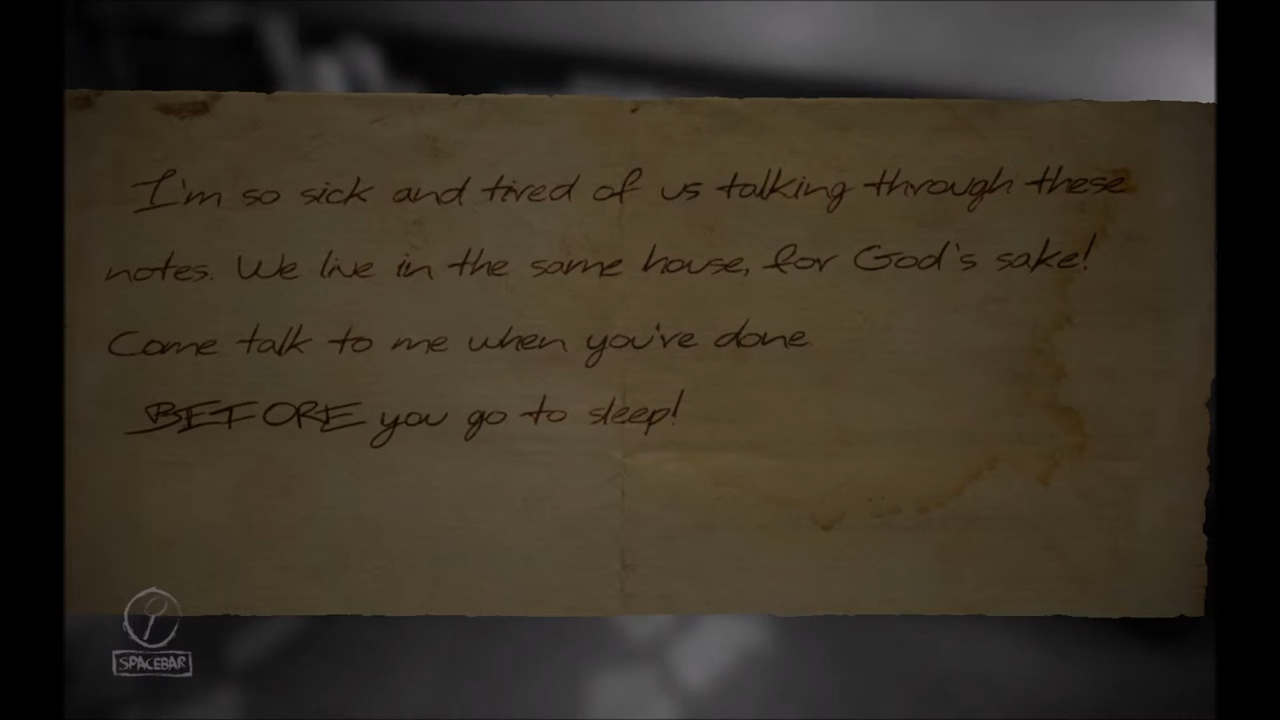 I'm so sick and tired of us talking through these
notes. We live in the same house, for God's sake!
Come talk to me when you're done.
BEFORE you go to sleep!
SPACEBAR